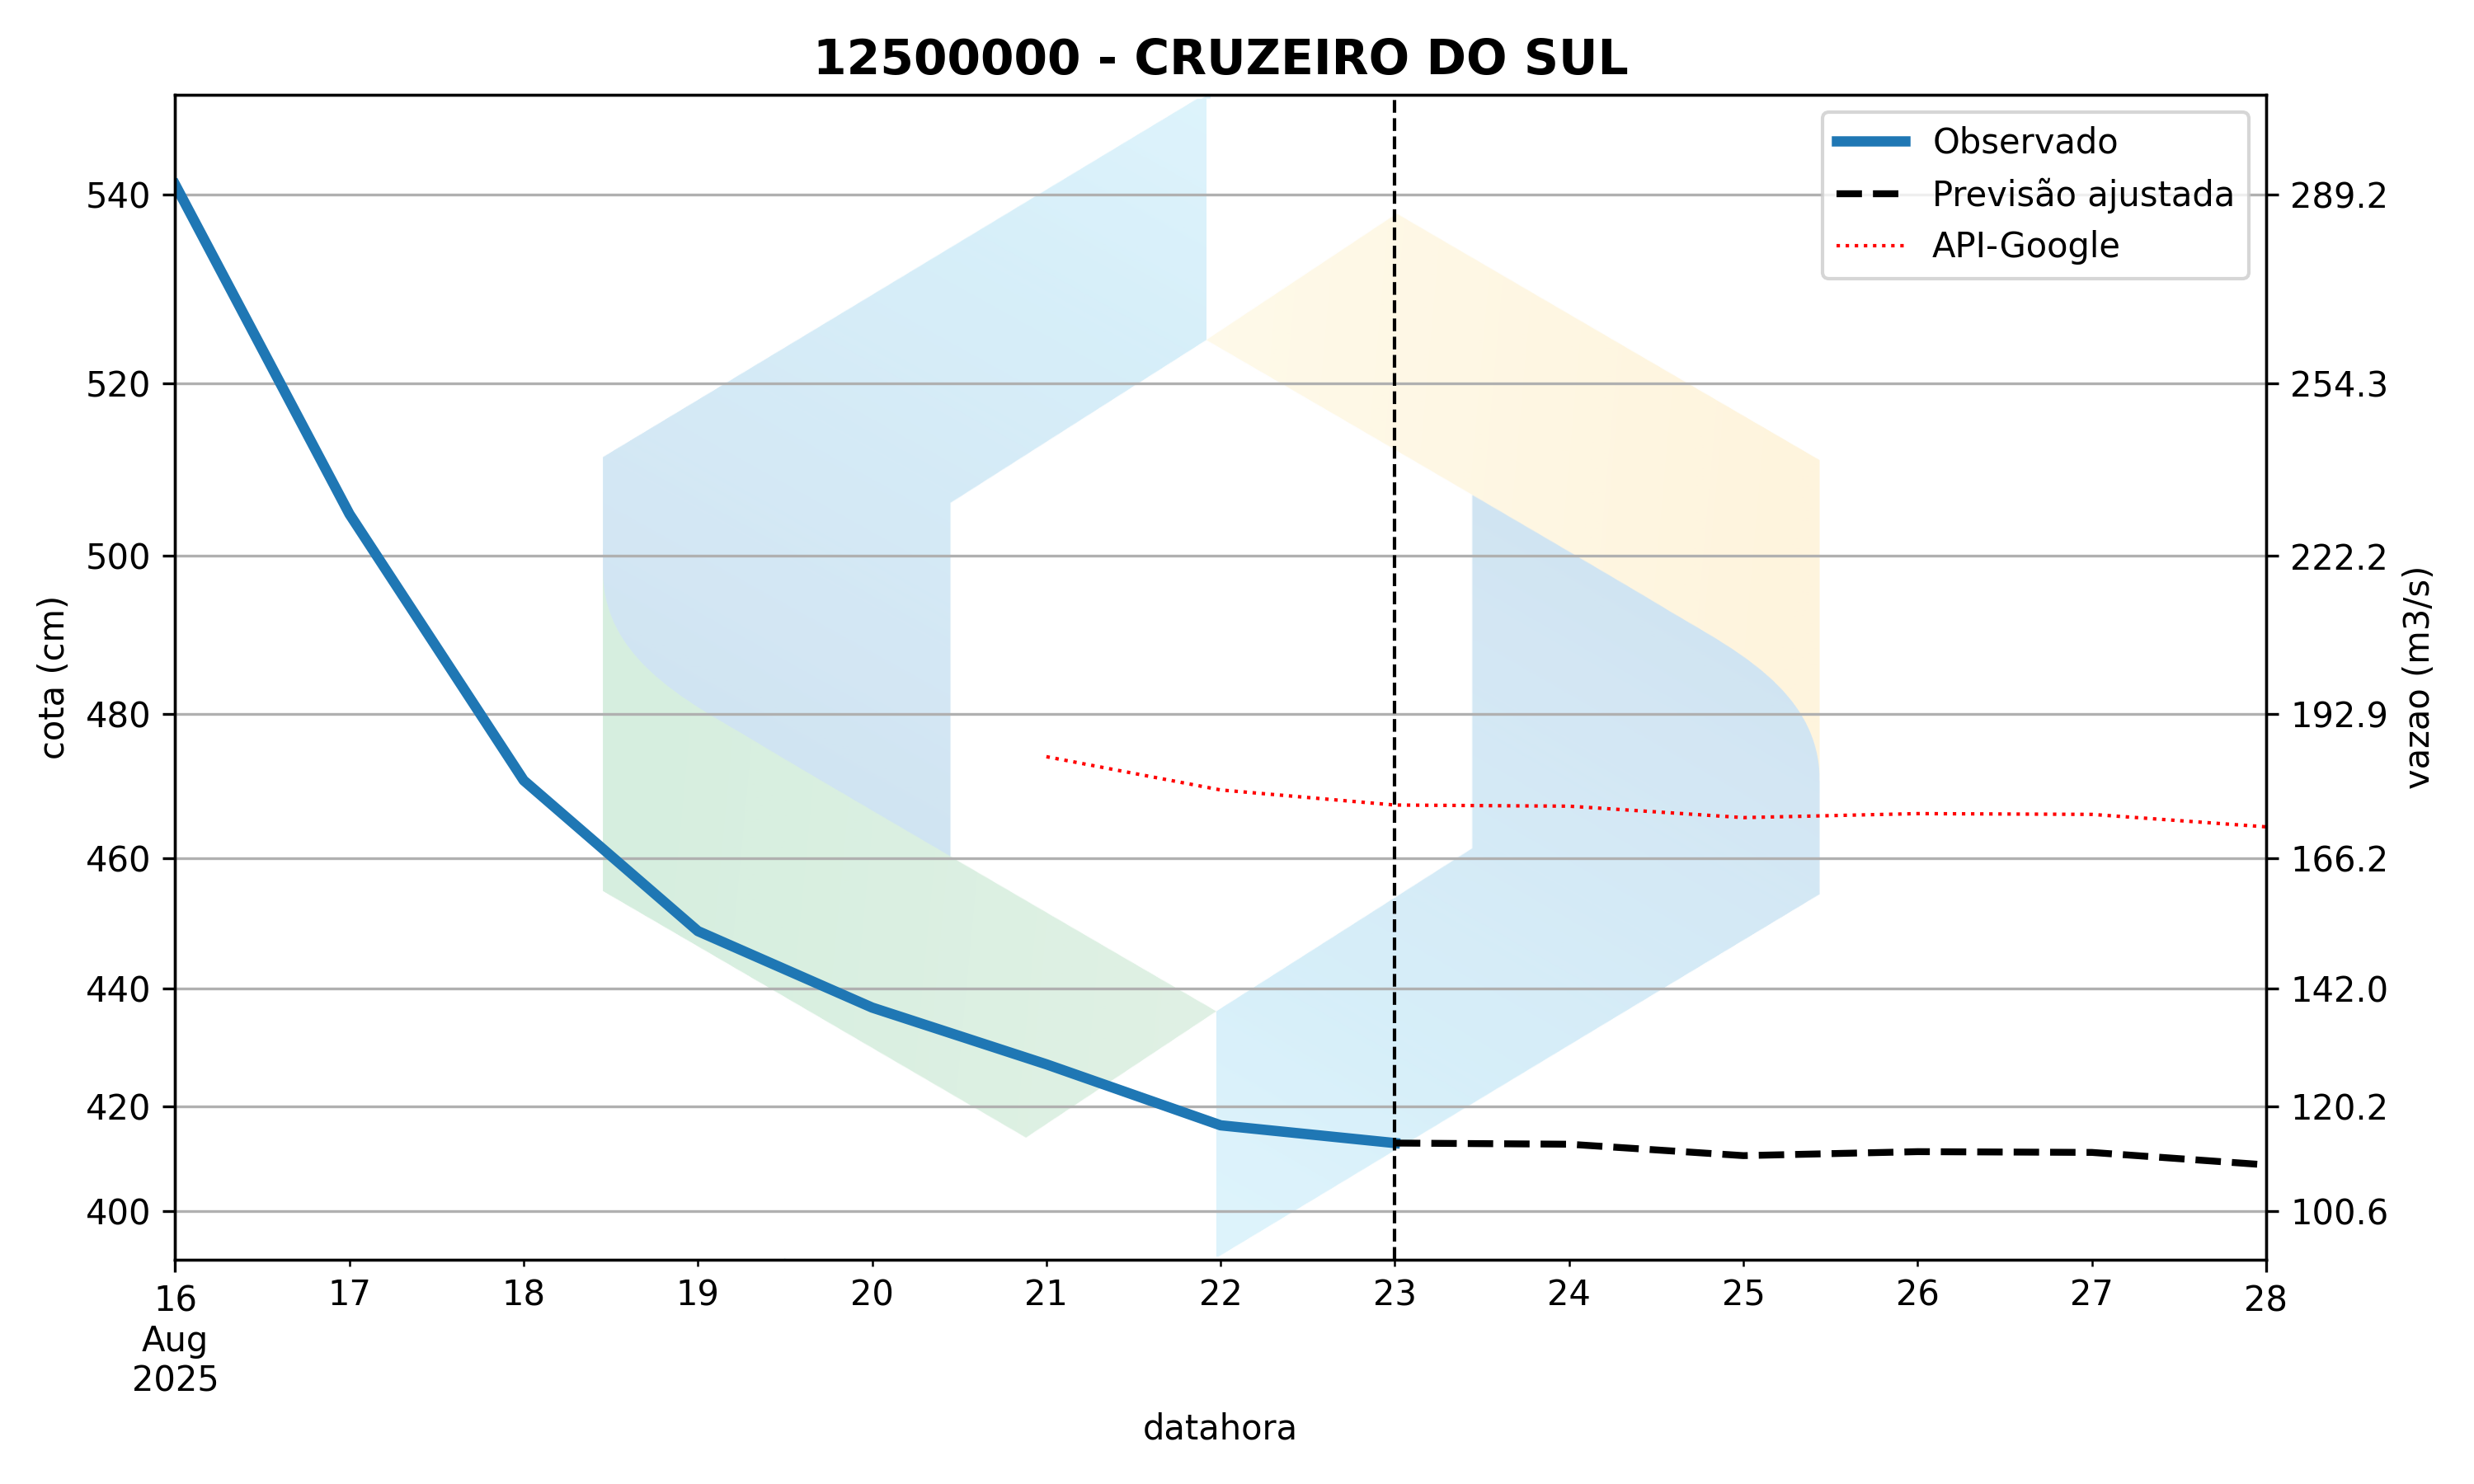 12500000 - CRUZEIRO DO SUL
Observado
Previsão ajustada
API-Google
cota (cm)
540
520
500
480
460
440
420
400
289.2
254.3
222.2
192.9
166.2
142.0
120.2
100.6
vazao (m3/s)
16 17 18 19 20 21 22 23 24 25 26 27 28
Aug
2025
datahora